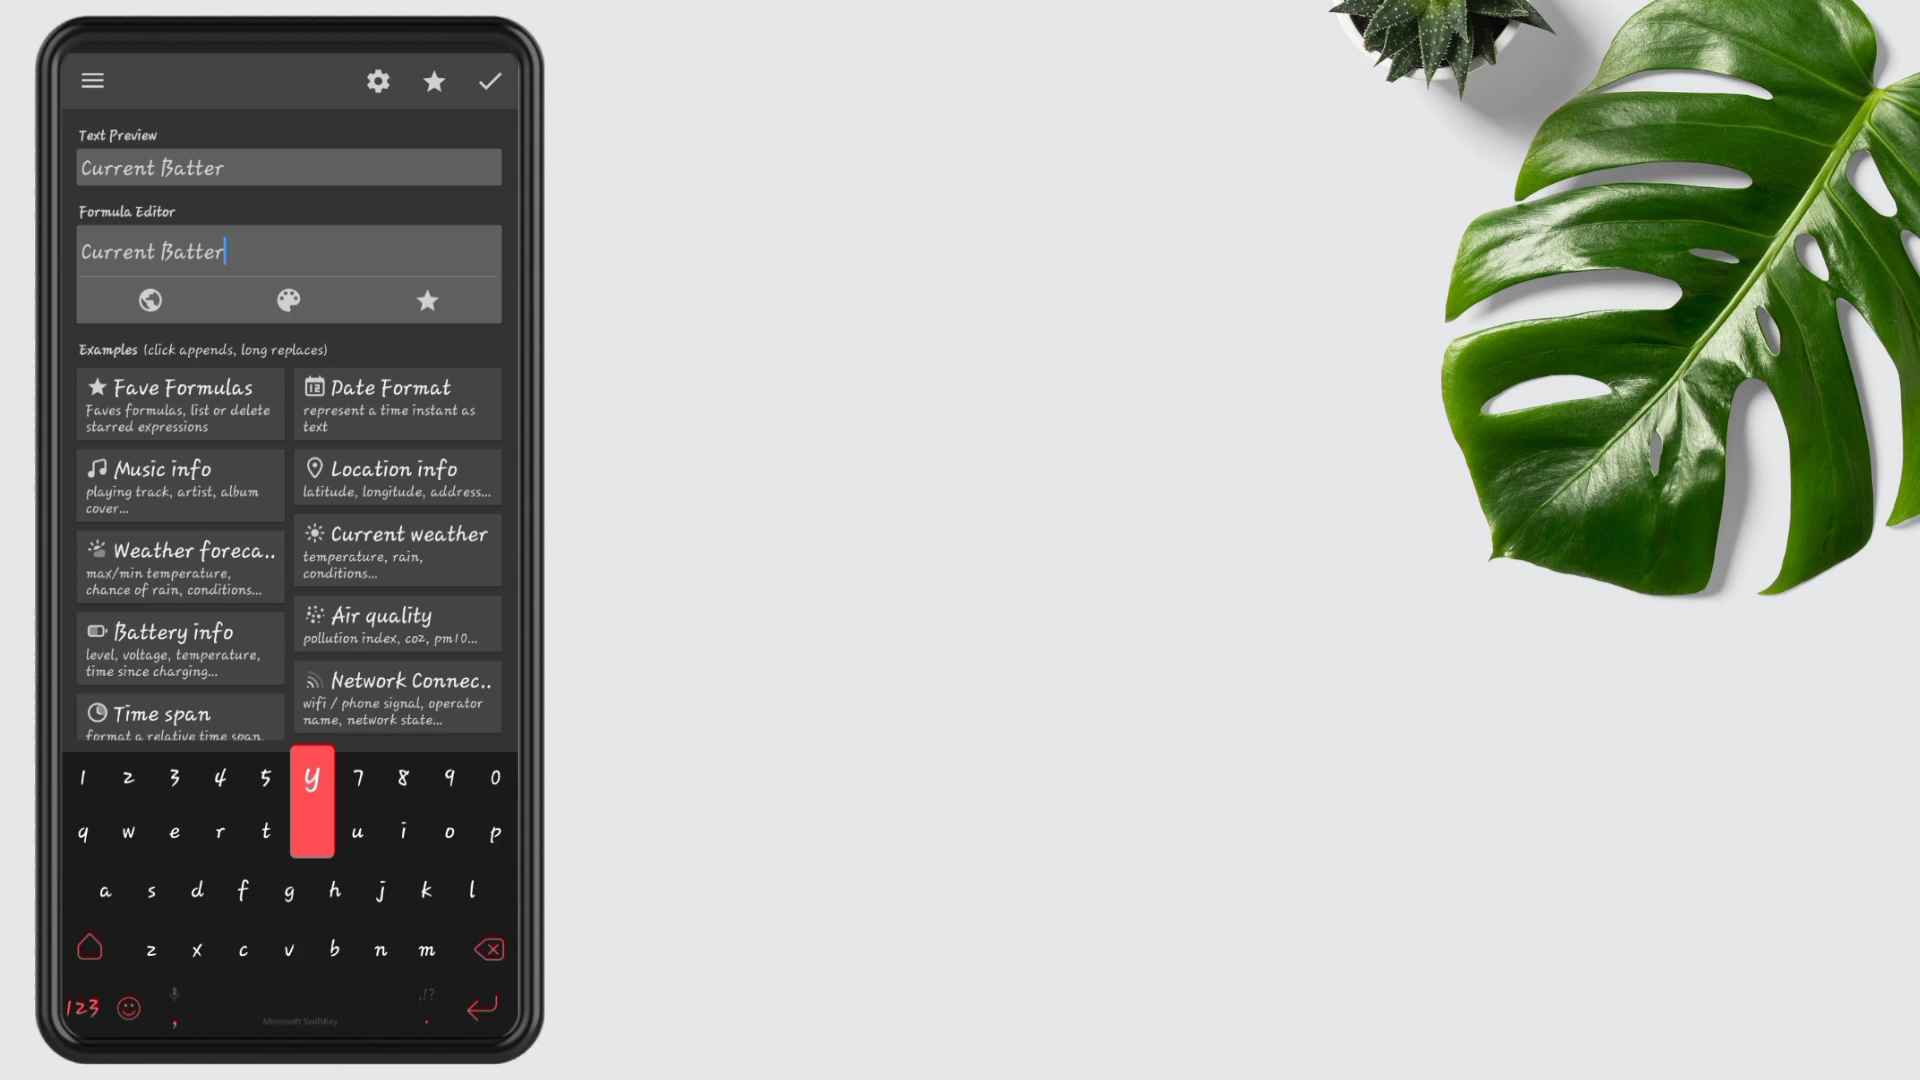 Text Preview
Current Batter
Formula Editor
Current Batter
Examples (click appends, long replaces)
Fave Formulas
Faves formulas, list or delete
starred expressions
Date Format
12
represent a time instant as
text
Music info
playing track, artist, album
cover...
Location info
latitude, longitude, address...
Weather foreca..
max/min temperature,
chance of rain, conditions...
Current weather
temperature, rain,
conditions...
Battery info
level, voltage, temperature,
time since charging...
Air quality
pollution index, co2, pm10...
Time span
format a relative time span,
Network Connec..
wifi / phone signal, operator
name, network state...
1 2 3 4 5 y 7 8 9 0
q w e r t u i o p
a s d f g h j k l
z x c v b n m
123 , Microsoft SwiftKey ,!? .